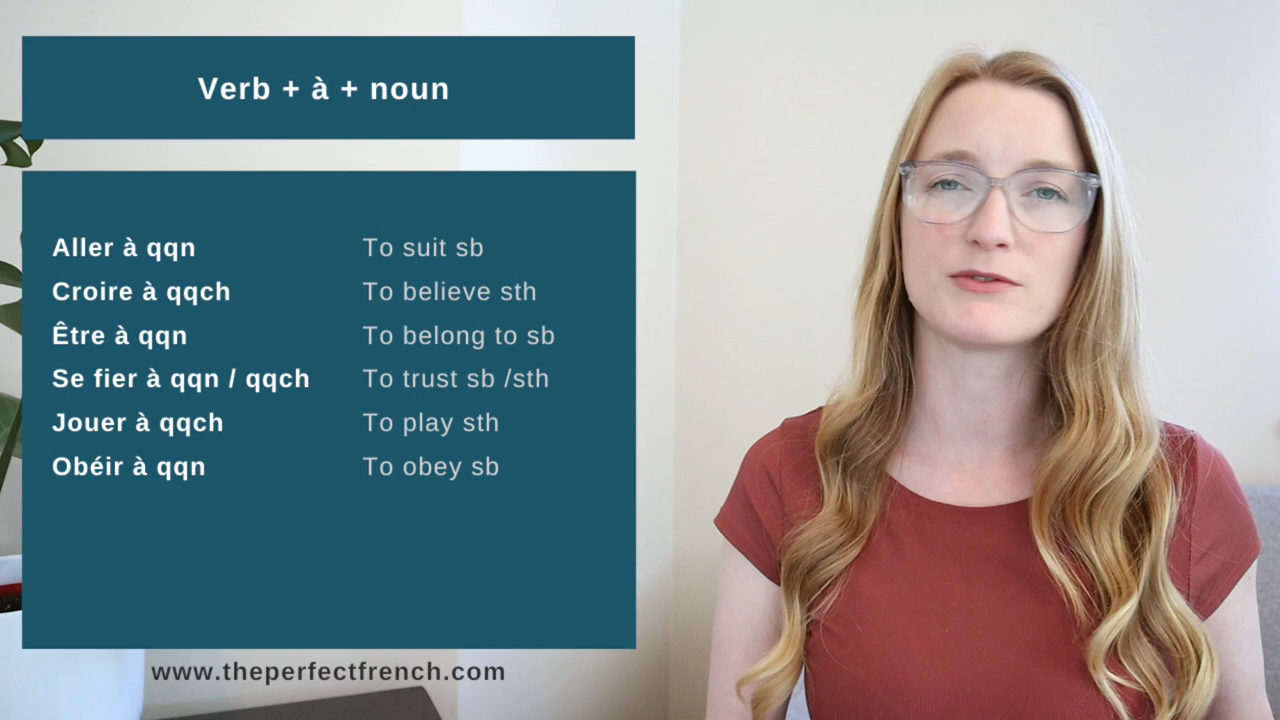 Verb + à + noun
Aller à qqn To suit sb
Croire à qqch To believe sth
Être à qqn To belong to sb
Se fier à qqn / qqch To trust sb /sth
Jouer à qqch To play sth
Obéir à qqn To obey sb
www.theperfectfrench.com